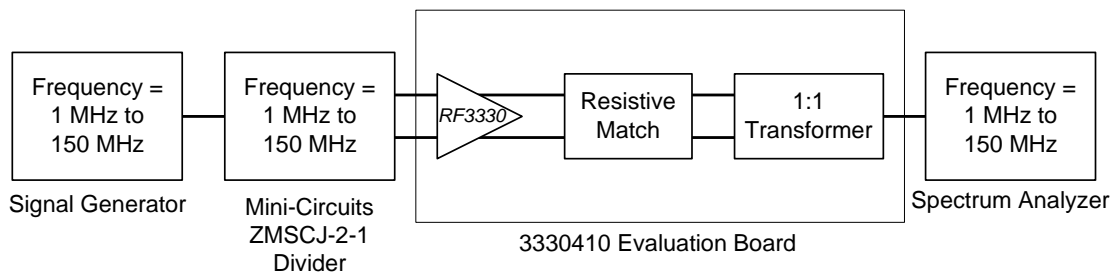 Frequency =
1 MHz to
150 MHz
Signal Generator
Frequency =
1 MHz to
150 MHz
Mini-Circuits
ZMSCJ-2-1
Divider
RF3330
Resistive
Match
1:1
Transformer
3330410 Evaluation Board
Frequency =
1 MHz to
150 MHz
Spectrum Analyzer